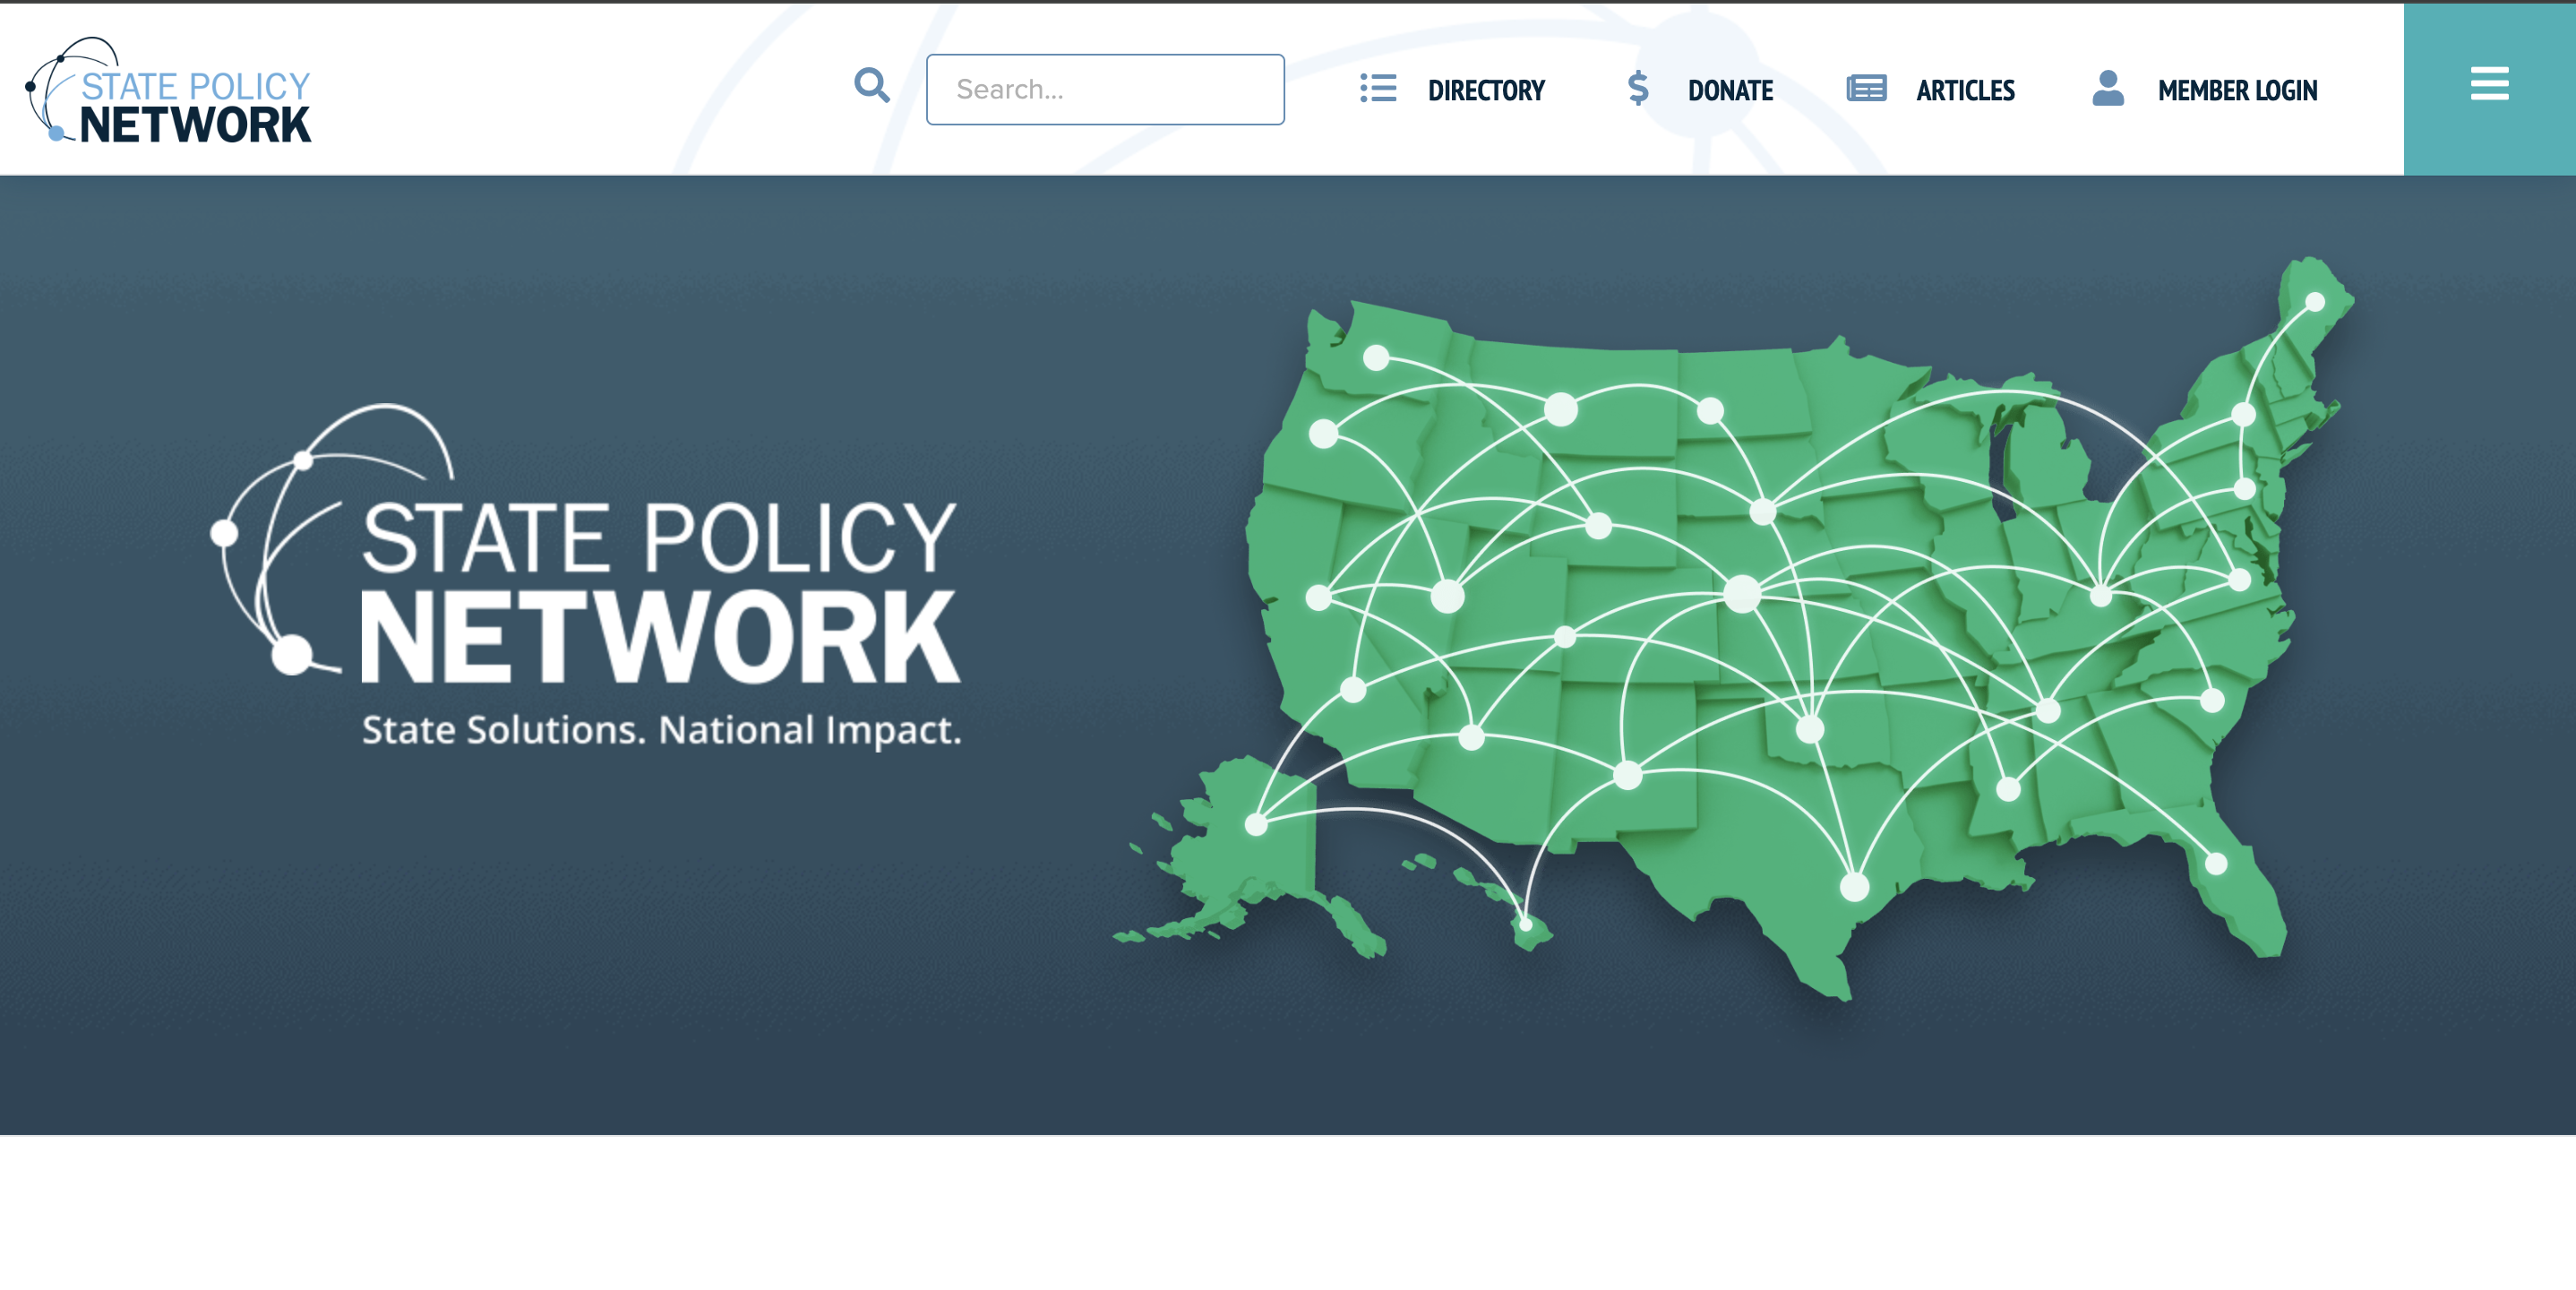 STATE POLICY
NETWORK
Search...
DIRECTORY
DONATE
ARTICLES
MEMBER LOGIN
STATE POLICY
NETWORK
State Solutions. National Impact.